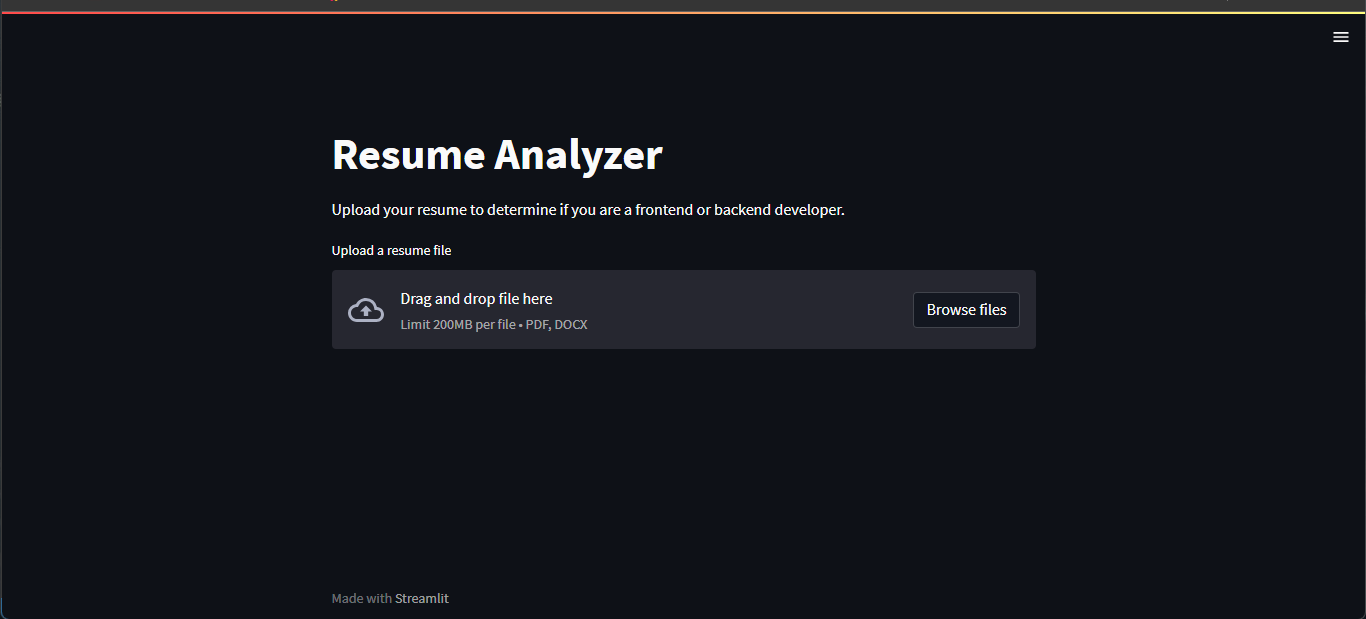 Resume Analyzer
Upload your resume to determine if you are a frontend or backend developer.
Upload a resume file
Drag and drop file here
Limit 200MB per file • PDF, DOCX
Browse files
Made with Streamlit